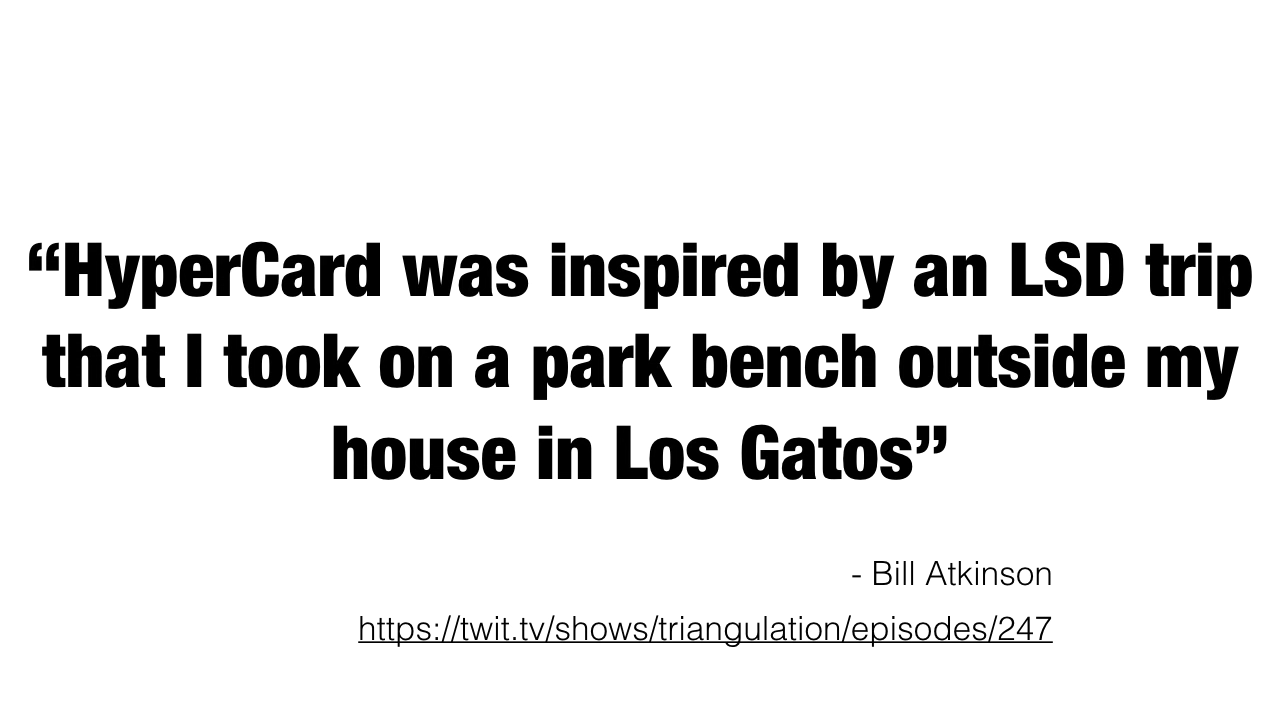 “HyperCard was inspired by an LSD trip
that I took on a park bench outside my
house in Los Gatos”
- Bill Atkinson
https://twit.tv/shows/triangulation/episodes/247